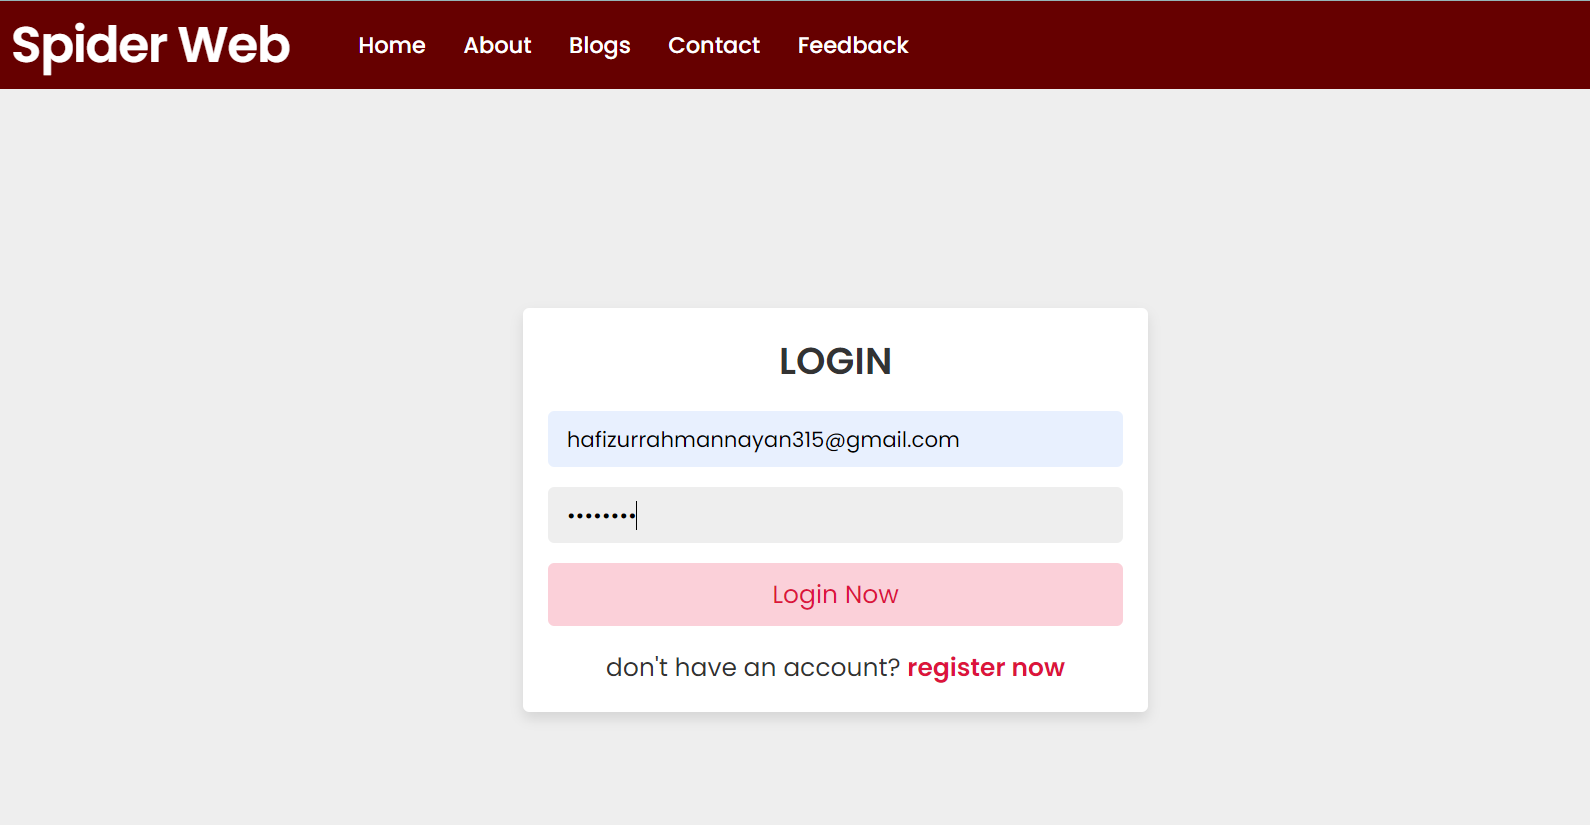 Spider Web Home About Blogs Contact Feedback
LOGIN
hafizurrahmannayan315@gmail.com
••••••••
Login Now
don't have an account? register now